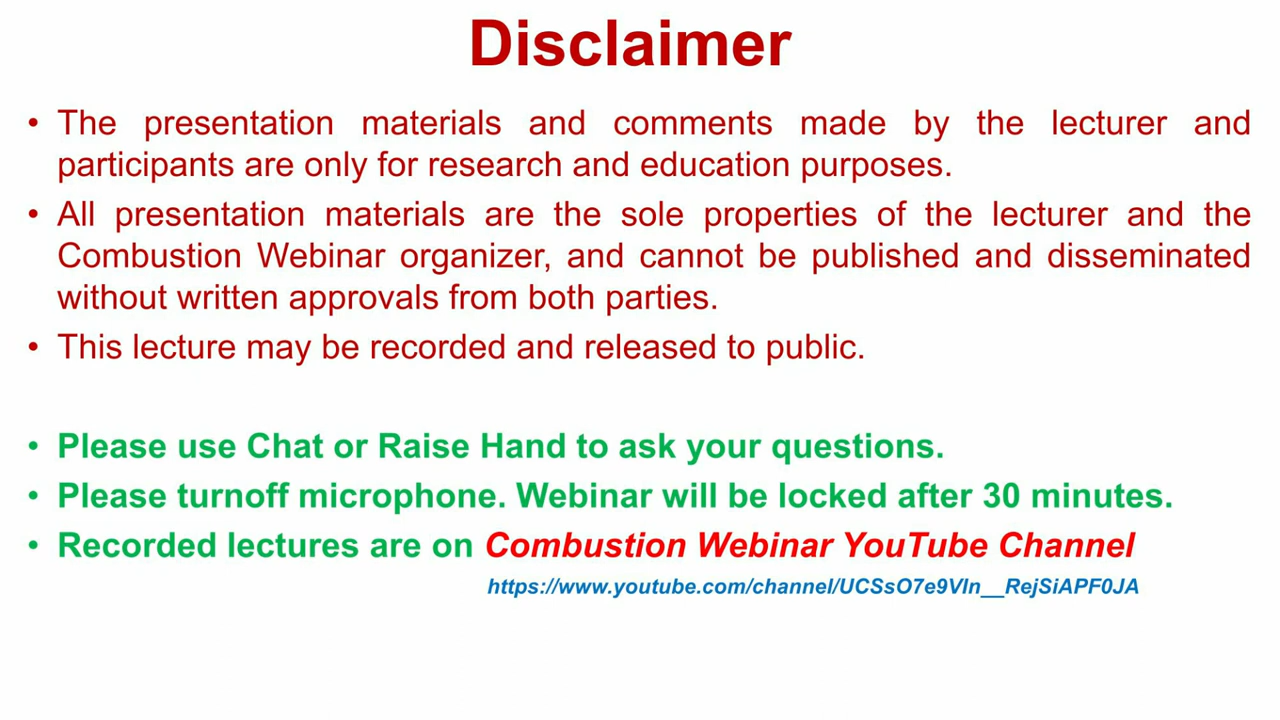 Disclaimer
• The presentation materials and comments made by the lecturer and
participants are only for research and education purposes.
• All presentation materials are the sole properties of the lecturer and the
Combustion Webinar organizer, and cannot be published and disseminated
without written approvals from both parties.
• This lecture may be recorded and released to public.
• Please use Chat or Raise Hand to ask your questions.
• Please turnoff microphone. Webinar will be locked after 30 minutes.
• Recorded lectures are on Combustion Webinar YouTube Channel
https://www.youtube.com/channel/UCSsO7e9VIn__RejSiAPF0JA